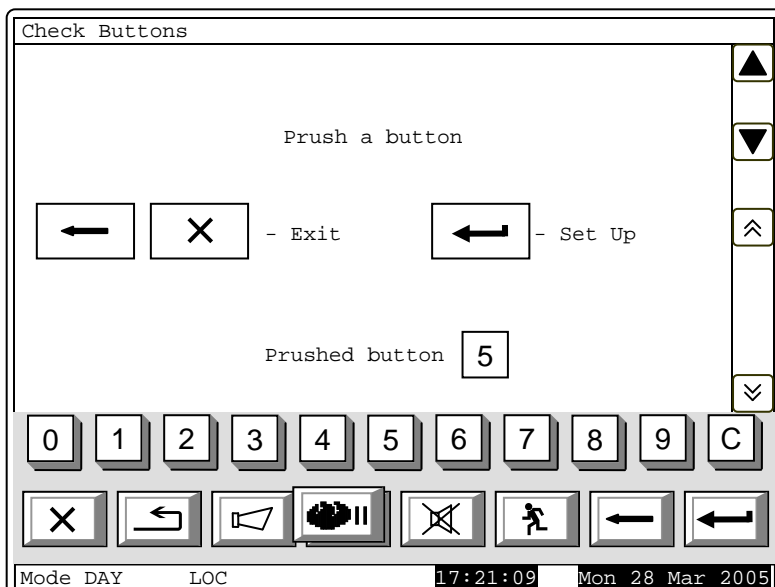 Check Buttons
Prush a button
- Exit - Set Up
Prushed button 5
0 1 2 3 4 5 6 7 8 9 C
Mode DAY LOC 17:21:09 Mon 28 Mar 2005